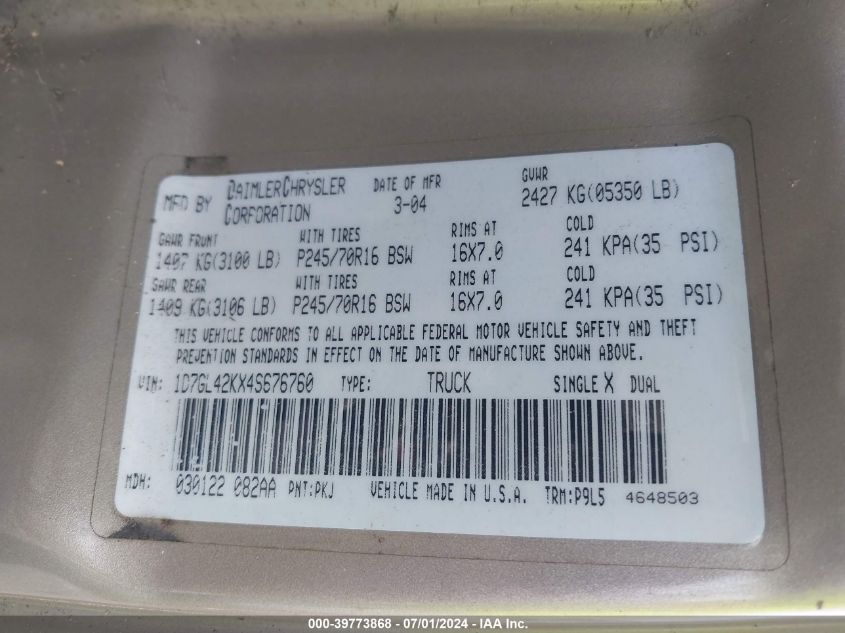 MFD BY DAIMLERCHRYSLER CORPORATION DATE OF MFR 3-04 GVWR 2427 KG(05350 LB)
GAWR FRONT WITH TIRES RIMS AT COLD
1407 KG(3100 LB) P245/70R16 BSW 16X7.0 241 KPA(35 PSI)
GAWR REAR WITH TIRES RIMS AT COLD
1409 KG(3106 LB) P245/70R16 BSW 16X7.0 241 KPA(35 PSI)
THIS VEHICLE CONFORMS TO ALL APPLICABLE FEDERAL MOTOR VEHICLE SAFETY AND THEFT
PREVENTION STANDARDS IN EFFECT ON THE DATE OF MANUFACTURE SHOWN ABOVE.
VIN: 1D7GL42KX4S676760 TYPE: TRUCK SINGLE X DUAL
MDH: 030122 082AA PNT:PKJ VEHICLE MADE IN U.S.A. TRM:P9L5 4648503
000-39773868 - 07/01/2024 - IAA Inc.